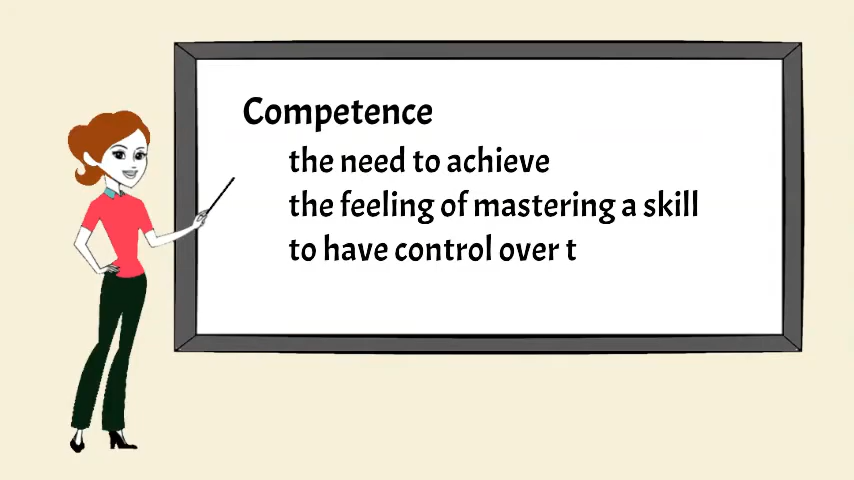 Competence
the need to achieve
the feeling of mastering a skill
to have control over t